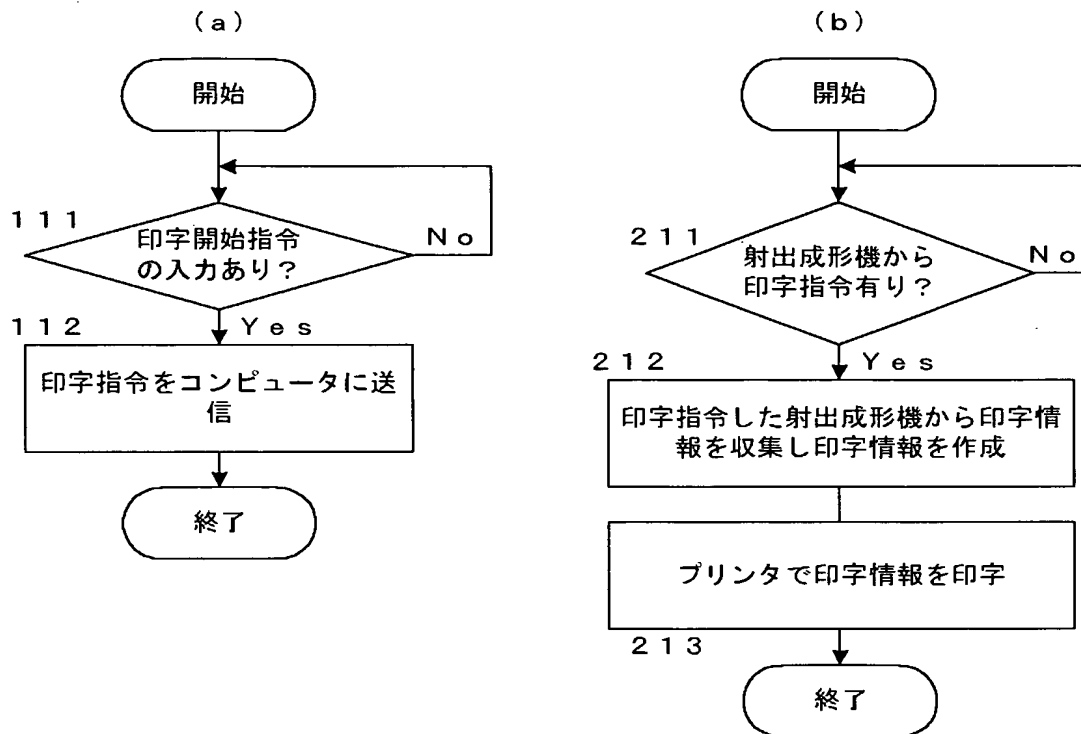 (a)
開始
111
印字開始指令
の入力あり?
No
112
Yes
印字指令をコンピュータに送
信
終了
(b)
開始
211
射出成形機から
印字指令有り?
No
212
Yes
印字指令した射出成形機から印字情
報を収集し印字情報を作成
プリンタで印字情報を印字
213
終了